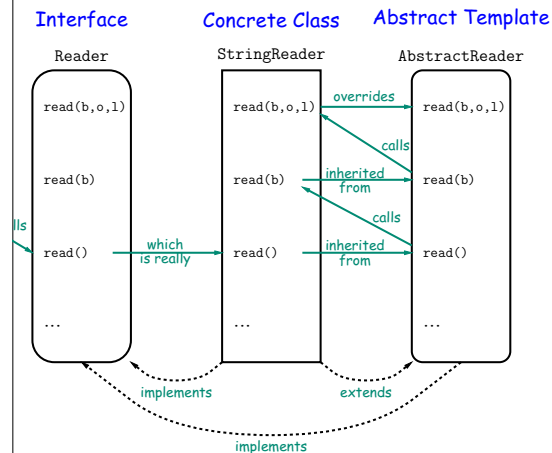 Interface
Concrete Class
Abstract Template
Reader
StringReader
AbstractReader
read(b,o,l)
read(b,o,l)
overrides
read(b,o,l)
calls
read(b)
read(b)
inherited
from
read(b)
calls
lls
read()
which
is really
read()
inherited
from
read()
...
...
...
implements
extends
implements